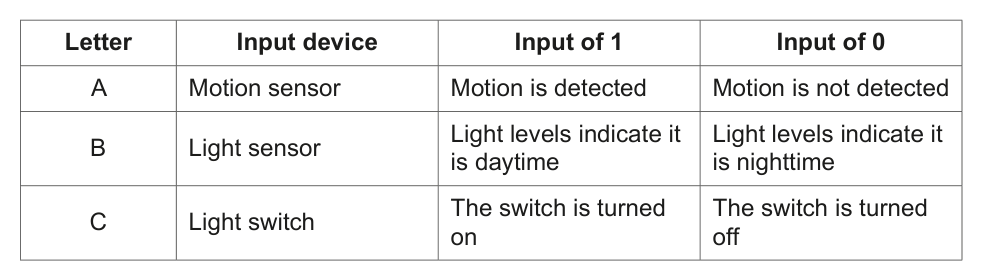 Letter Input device Input of 1 Input of 0
A Motion sensor Motion is detected Motion is not detected
B Light sensor Light levels indicate it is daytime Light levels indicate it is nighttime
C Light switch The switch is turned on The switch is turned off